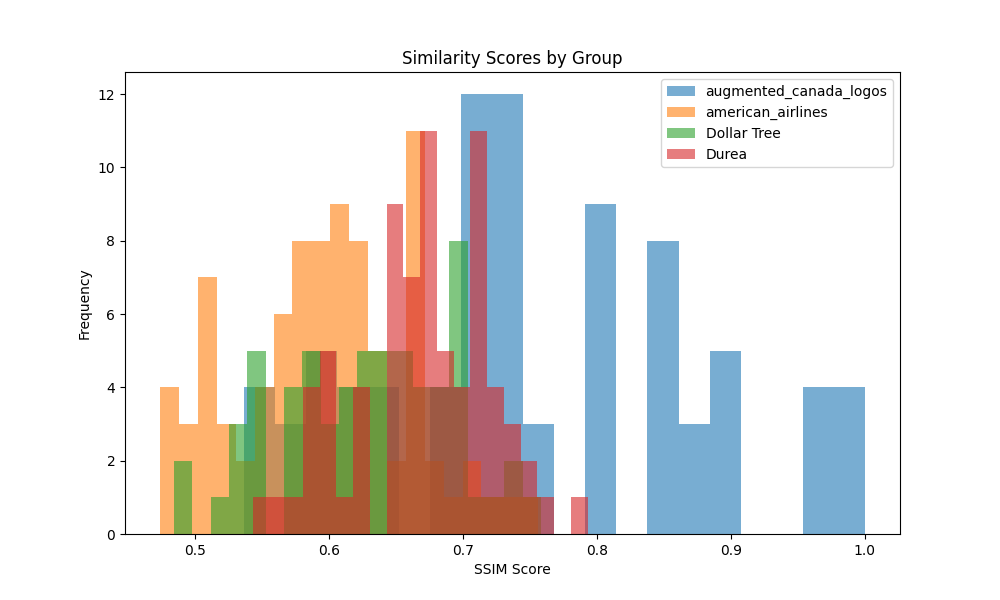 Similarity Scores by Group
augmented_canada_logos
american_airlines
Dollar Tree
Durea
Frequency
12
10
8
6
4
2
0
0.5 0.6 0.7 0.8 0.9 1.0
SSIM Score